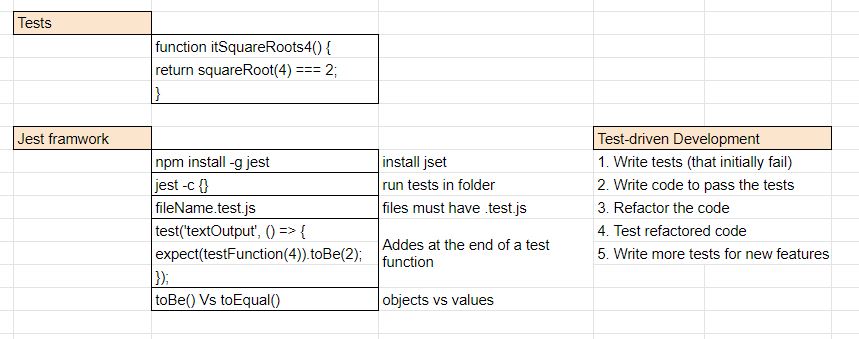 Tests
function itSquareRoots4() {
return squareRoot(4) === 2;
}
Jest framwork
Test-driven Development
npm install -g jest
install jset
1. Write tests (that initially fail)
jest -c {}
run tests in folder
2. Write code to pass the tests
fileName.test.js
files must have .test.js
3. Refactor the code
test('textOutput', () => {
4. Test refactored code
expect(testFunction(4)).toBe(2);
Addes at the end of a test
function
5. Write more tests for new features
});
toBe() Vs toEqual()
objects vs values